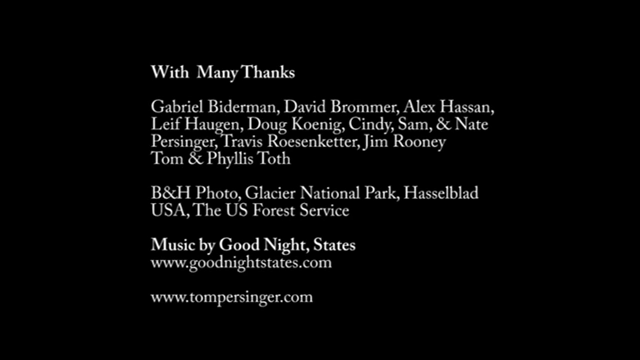 With Many Thanks
Gabriel Biderman, David Brommer, Alex Hassan,
Leif Haugen, Doug Koenig, Cindy, Sam, & Nate
Persinger, Travis Roesenketter, Jim Rooney
Tom & Phyllis Toth
B&H Photo, Glacier National Park, Hasselblad
USA, The US Forest Service
Music by Good Night, States
www.goodnightstates.com
www.tompersinger.com